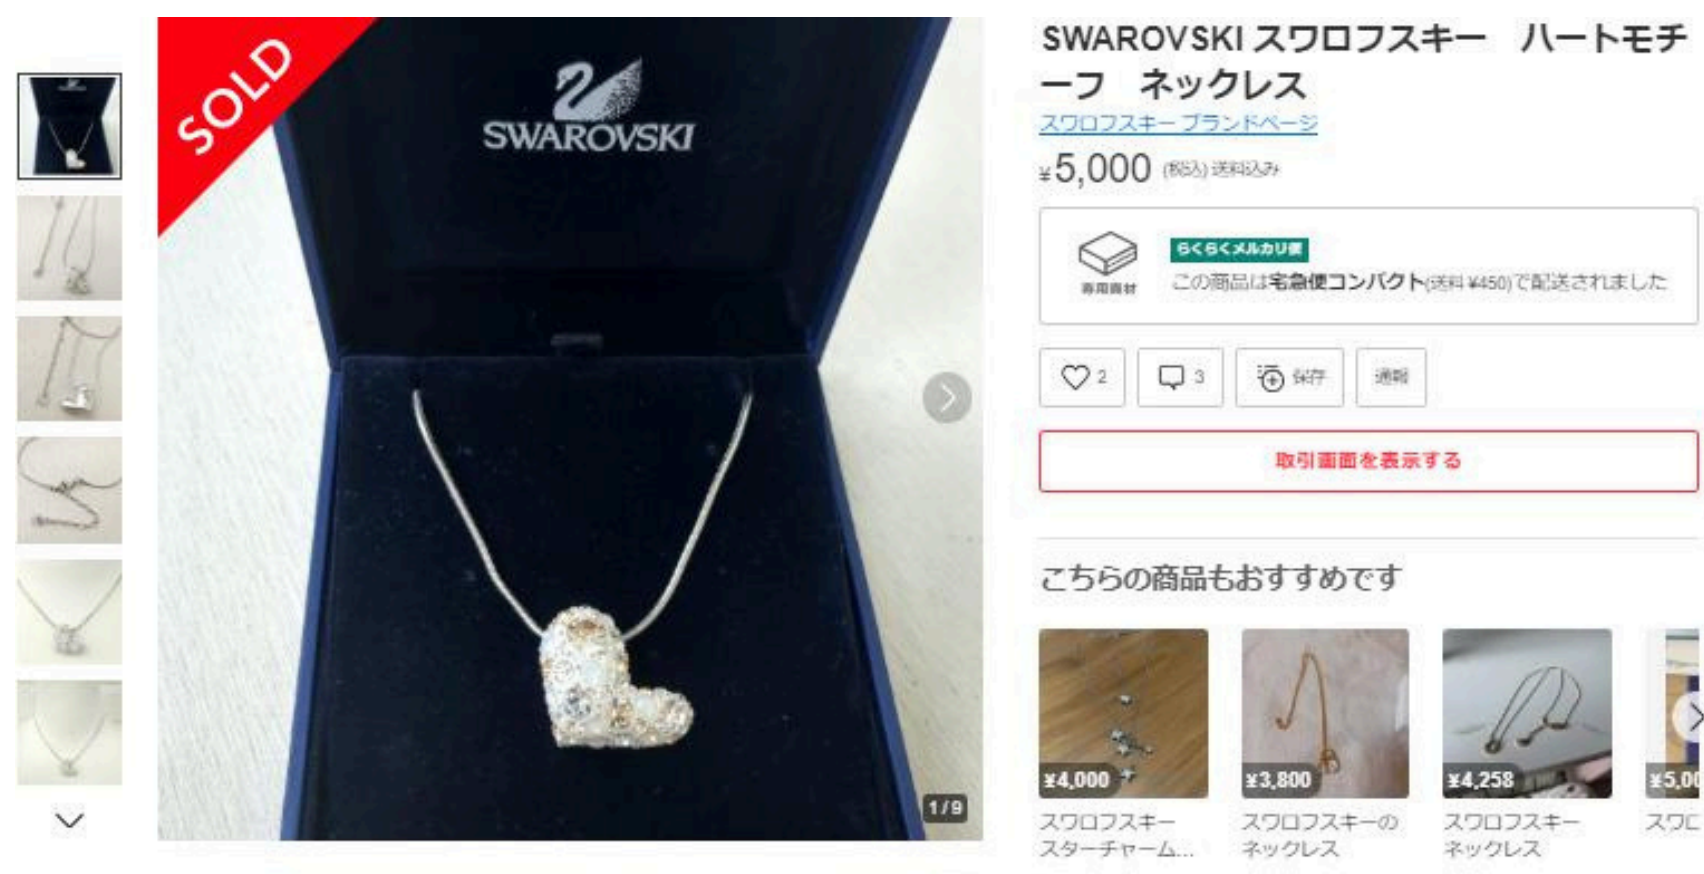 SOLD
SWAROVSKI
1/9
SWAROVSKI スワロフスキー　ハートモチ
ーフ　ネックレス
スワロフスキー ブランドページ
¥5,000 (税込) 送料込み
専用資材
らくらくメルカリ便
この商品は宅急便コンパクト(送料 ¥450)で配送されました
2
3
保存
通報
取引画面を表示する
こちらの商品もおすすめです
¥4,000
¥3,800
¥4,258
¥5,00
スワロフスキー
スターチャーム...
スワロフスキーの
ネックレス
スワロフスキー
ネックレス
スワロ